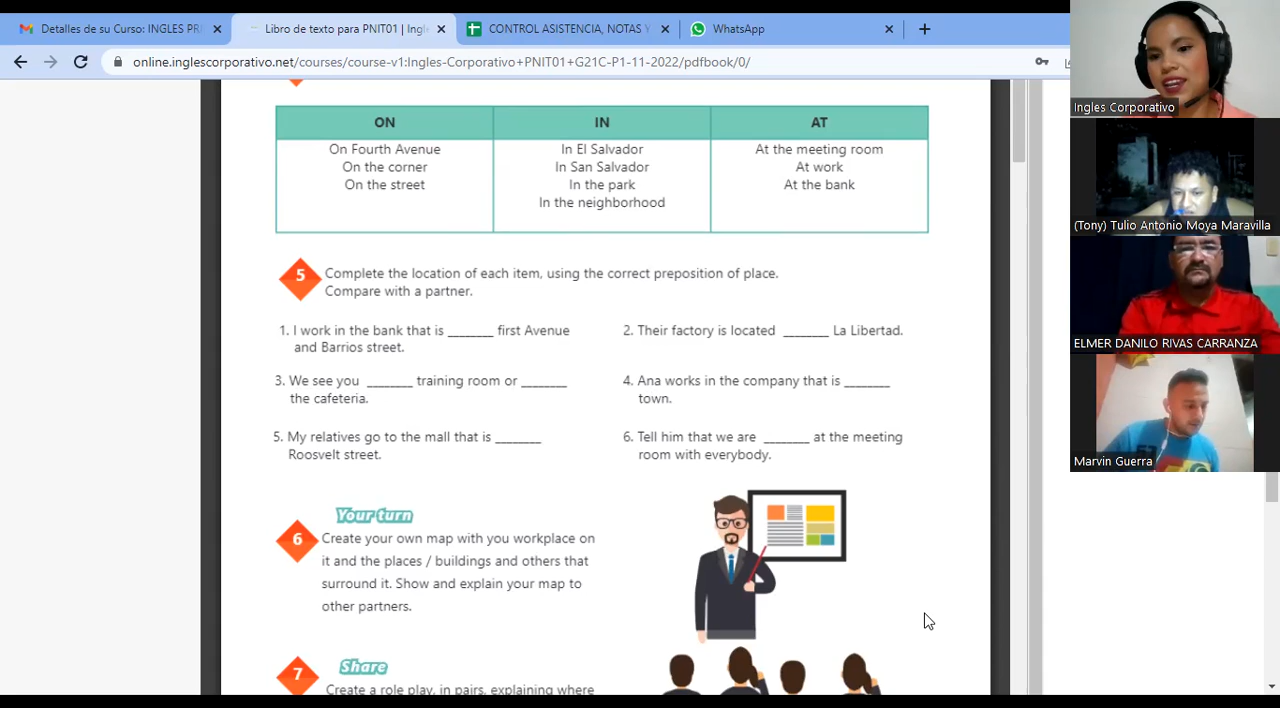 Detalles de su Curso: INGLES PR
Libro de texto para PNIT01 | Ingl
CONTROL ASISTENCIA, NOTAS Y
WhatsApp
online.inglescorporativo.net/courses/course-v1:Ingles-Corporativo+PNIT01+G21C-P1-11-2022/pdfbook/0/
Ingles Corporativo
(Tony) Tulio Antonio Moya Maravilla
ELMER DANILO RIVAS CARRANZA
Marvin Guerra
ON IN AT
On Fourth Avenue In El Salvador At the meeting room
On the corner In San Salvador At work
On the street In the park At the bank
In the neighborhood
5 Complete the location of each item, using the correct preposition of place.
Compare with a partner.
1. I work in the bank that is _______ first Avenue
and Barrios street.
2. Their factory is located _______ La Libertad.
3. We see you _______ training room or _______
the cafeteria.
4. Ana works in the company that is _______
town.
5. My relatives go to the mall that is _______
Roosvelt street.
6. Tell him that we are _______ at the meeting
room with everybody.
Your turn
6 Create your own map with you workplace on
it and the places / buildings and others that
surround it. Show and explain your map to
other partners.
Share
7 Create a role play, in pairs, explaining where